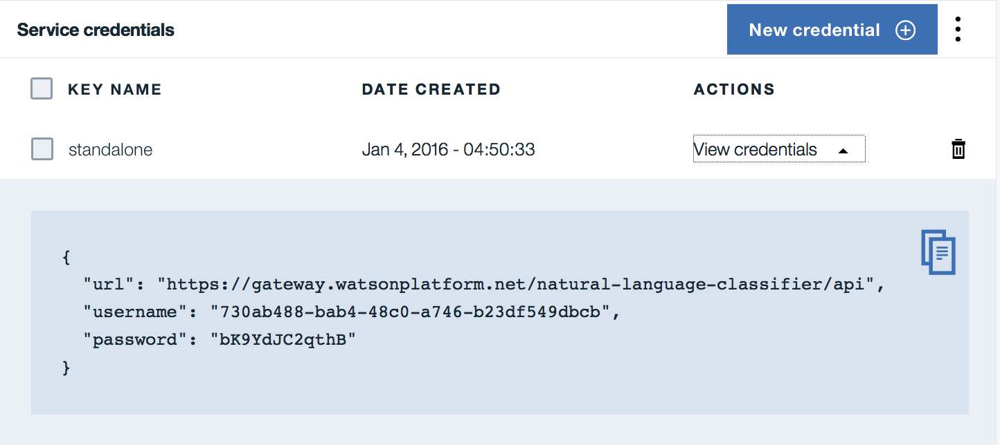 Service credentials
New credential
KEY NAME DATE CREATED ACTIONS
standalone Jan 4, 2016 - 04:50:33 View credentials
{
"url": "https://gateway.watsonplatform.net/natural-language-classifier/api",
"username": "730ab488-bab4-48c0-a746-b23df549dbcb",
"password": "bK9YdJC2qthB"
}